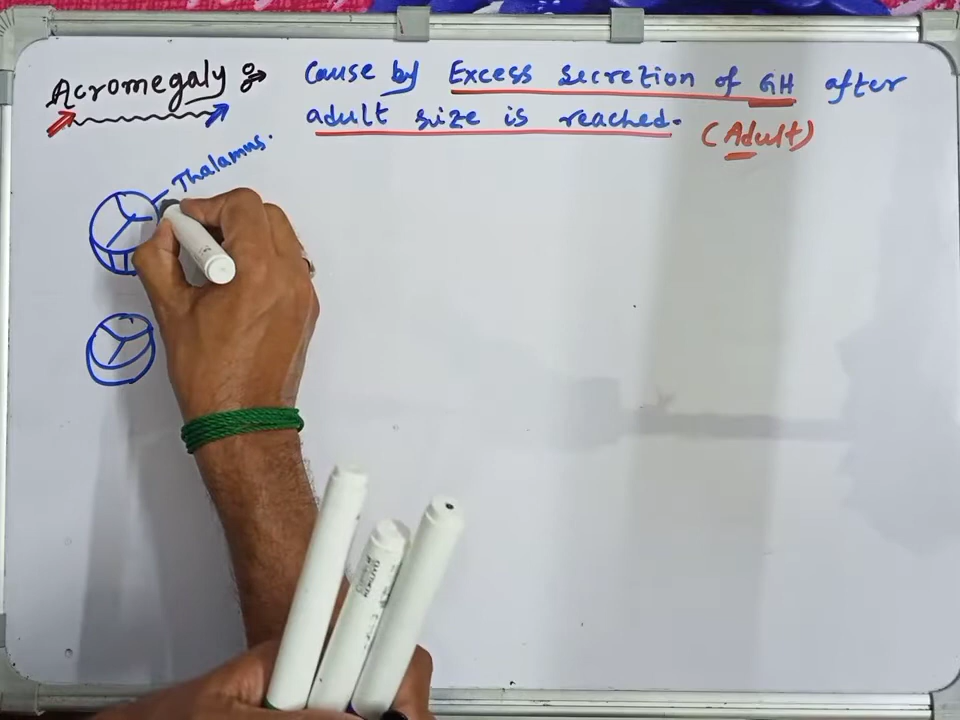 Acromegaly :→ Cause by Excess secretion of GH after
adult size is reached.
(Adult)
Thalamus.